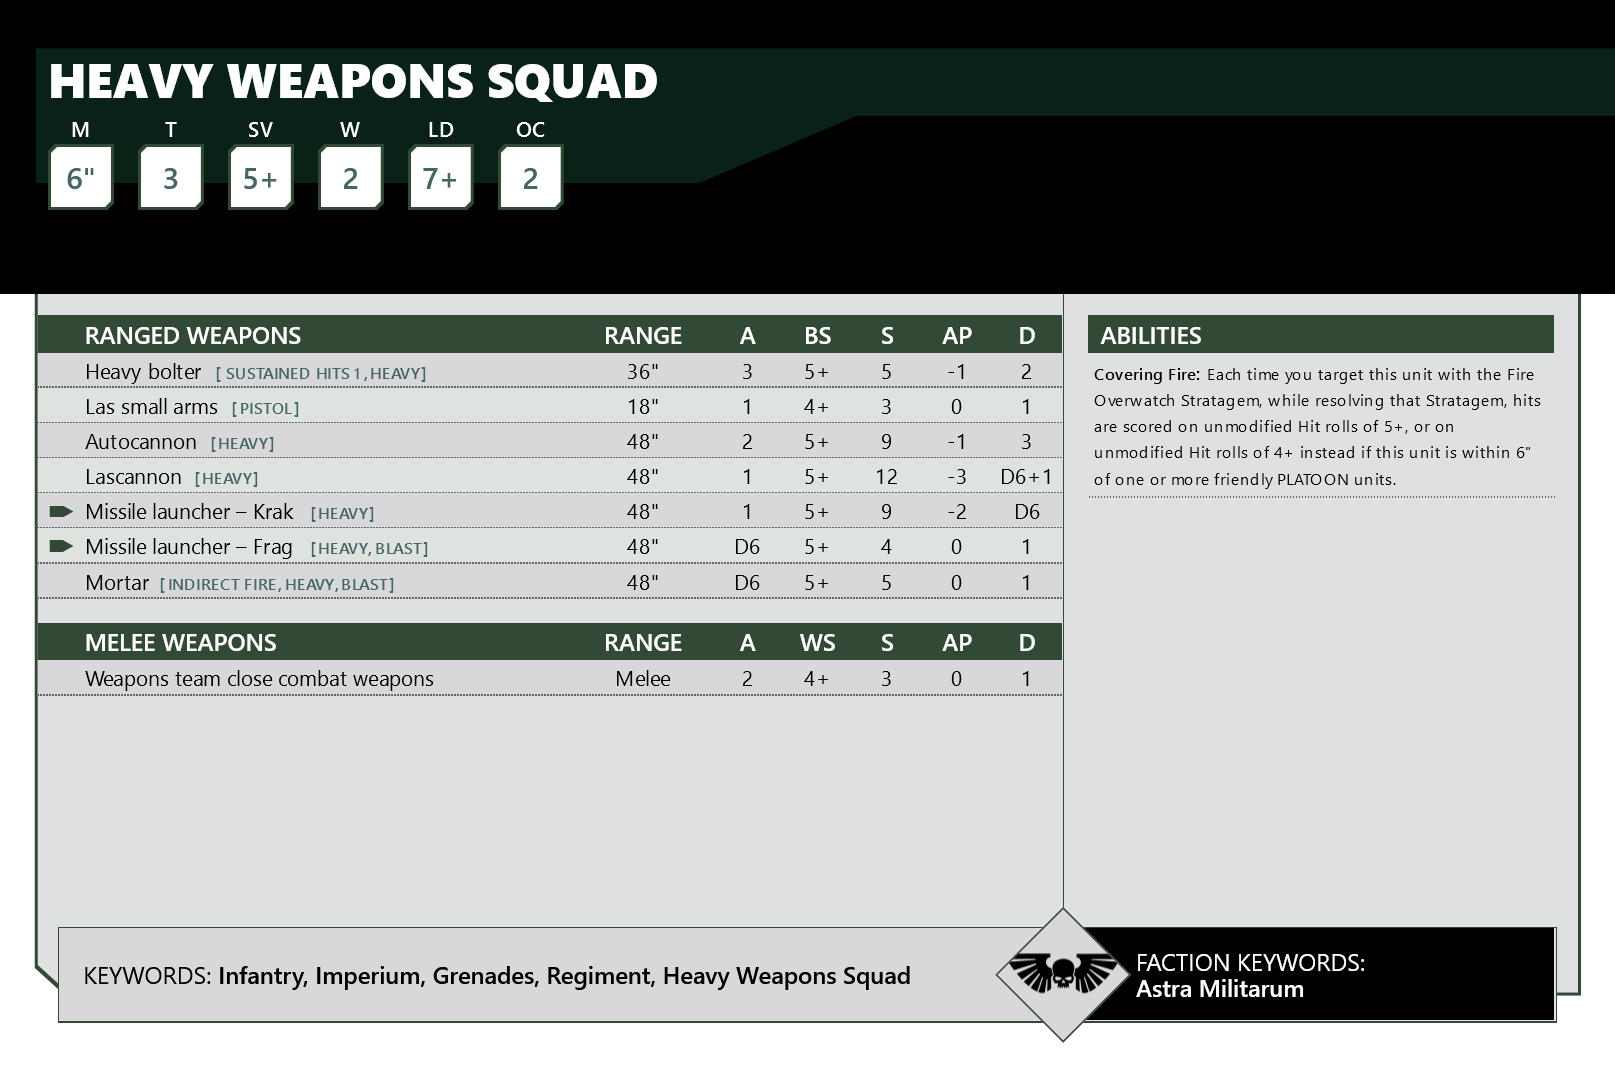 HEAVY WEAPONS SQUAD
M T SV W LD OC
6" 3 5+ 2 7+ 2
RANGED WEAPONS RANGE A BS S AP D
Heavy bolter [ SUSTAINED HITS 1, HEAVY] 36" 3 5+ 5 -1 2
Las small arms [PISTOL] 18" 1 4+ 3 0 1
Autocannon [HEAVY] 48" 2 5+ 9 -1 3
Lascannon [HEAVY] 48" 1 5+ 12 -3 D6+1
Missile launcher – Krak [HEAVY] 48" 1 5+ 9 -2 D6
Missile launcher – Frag [HEAVY, BLAST] 48" D6 5+ 4 0 1
Mortar [INDIRECT FIRE, HEAVY, BLAST] 48" D6 5+ 5 0 1
MELEE WEAPONS RANGE A WS S AP D
Weapons team close combat weapons Melee 2 4+ 3 0 1
ABILITIES
Covering Fire: Each time you target this unit with the Fire
Overwatch Stratagem, while resolving that Stratagem, hits
are scored on unmodified Hit rolls of 5+, or on
unmodified Hit rolls of 4+ instead if this unit is within 6"
of one or more friendly PLATOON units.
KEYWORDS: Infantry, Imperium, Grenades, Regiment, Heavy Weapons Squad
FACTION KEYWORDS:
Astra Militarum